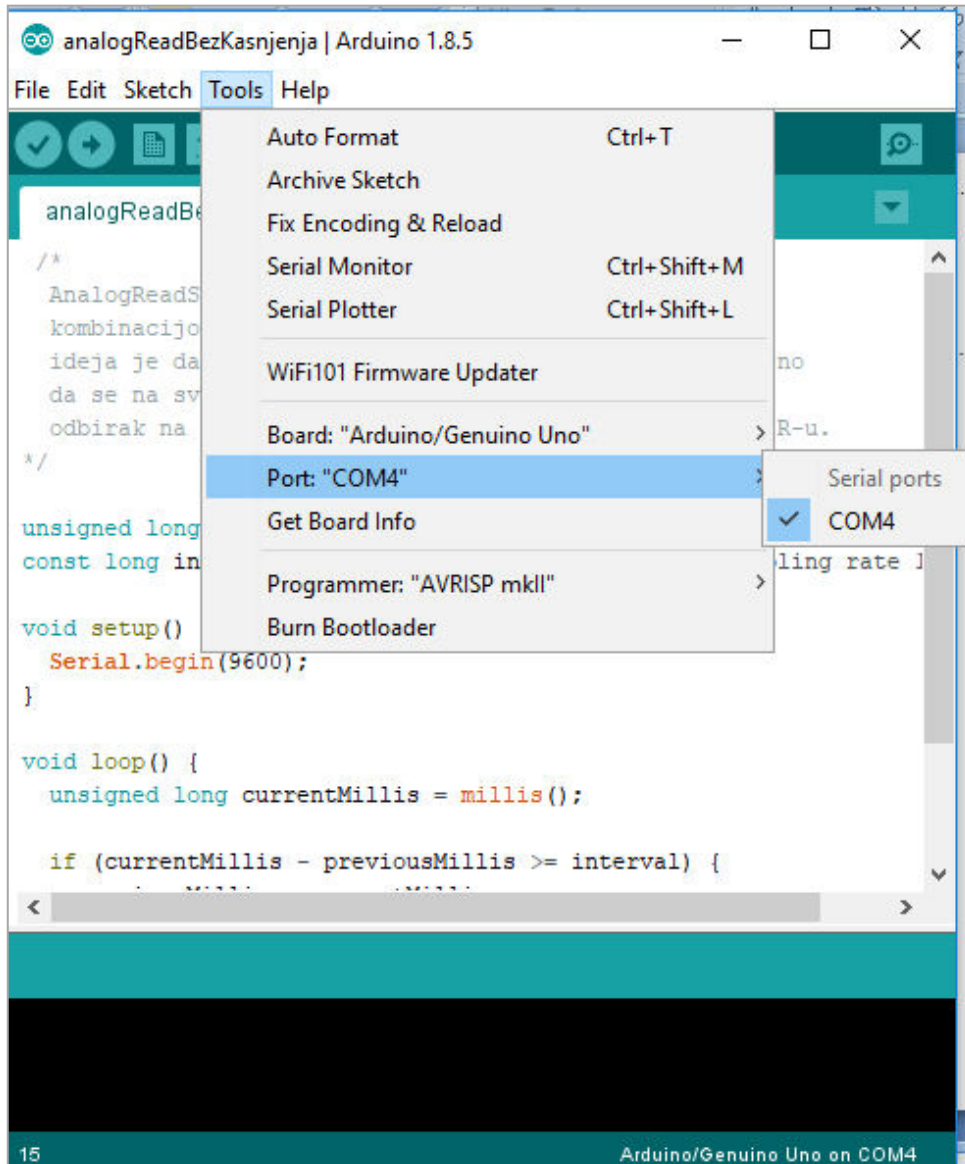 analogReadBezKasnjenja | Arduino 1.8.5
File Edit Sketch Tools Help
Auto Format Ctrl+T
Archive Sketch
Fix Encoding & Reload
Serial Monitor Ctrl+Shift+M
Serial Plotter Ctrl+Shift+L
WiFi101 Firmware Updater
Board: "Arduino/Genuino Uno"
Port: "COM4"
Get Board Info
Programmer: "AVRISP mkII"
Burn Bootloader
Serial ports
COM4
analogReadBe
/*
AnalogReadS
kombinacijo
ideja je da no
da se na sv
odbirak na R-u.
*/
unsigned long
const long in ling rate
void setup()
Serial.begin(9600);
}
void loop() {
unsigned long currentMillis = millis();
if (currentMillis - previousMillis >= interval) {
15 Arduino/Genuino Uno on COM4